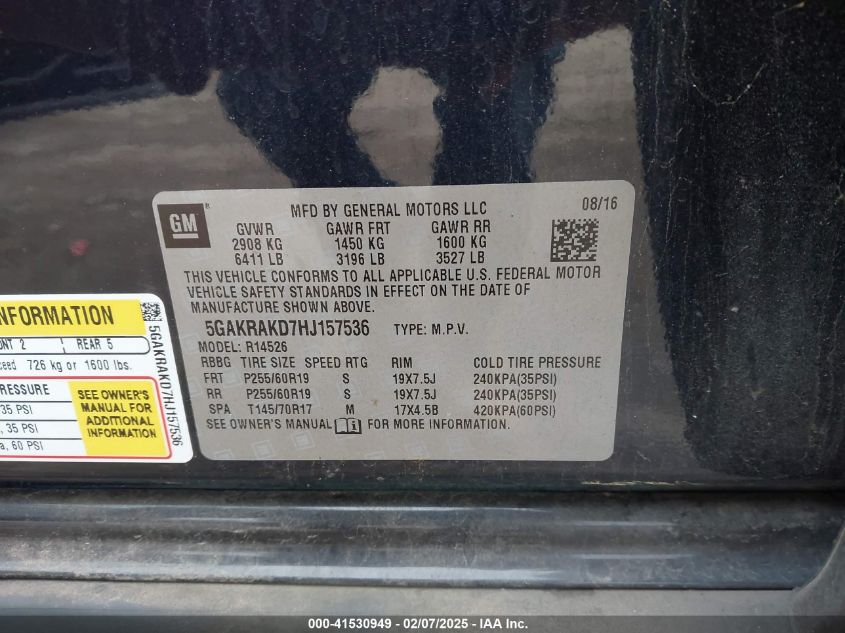 GM
MFD BY GENERAL MOTORS LLC 08/16
GVWR GAWR FRT GAWR RR
2908 KG 1450 KG 1600 KG
6411 LB 3196 LB 3527 LB
THIS VEHICLE CONFORMS TO ALL APPLICABLE U.S. FEDERAL MOTOR
VEHICLE SAFETY STANDARDS IN EFFECT ON THE DATE OF
MANUFACTURE SHOWN ABOVE.
5GAKRAKD7HJ157536 TYPE: M.P.V.
MODEL: R14526
RBBG TIRE SIZE SPEED RTG RIM COLD TIRE PRESSURE
FRT P255/60R19 S 19X7.5J 240KPA(35PSI)
RR P255/60R19 S 19X7.5J 240KPA(35PSI)
SPA T145/70R17 M 17X4.5B 420KPA(60PSI)
SEE OWNER'S MANUAL FOR MORE INFORMATION.
INFORMATION
NT 2 REAR 5
ceed 726 kg or 1600 lbs.
PRESSURE
35 PSI
, 35 PSI
a, 60 PSI
SEE OWNER'S
MANUAL FOR
ADDITIONAL
INFORMATION
5GAKRAKD7HJ157536
000-41530949 - 02/07/2025 - IAA Inc.